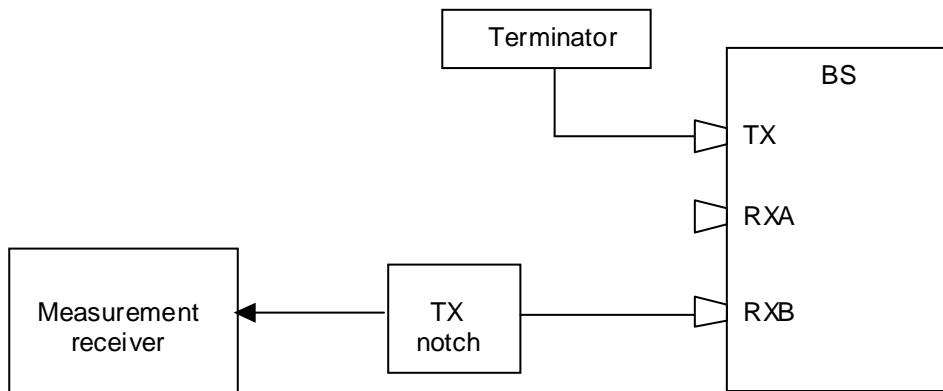 Terminator
BS
TX
RXA
Measurement
receiver
TX
notch
RXB